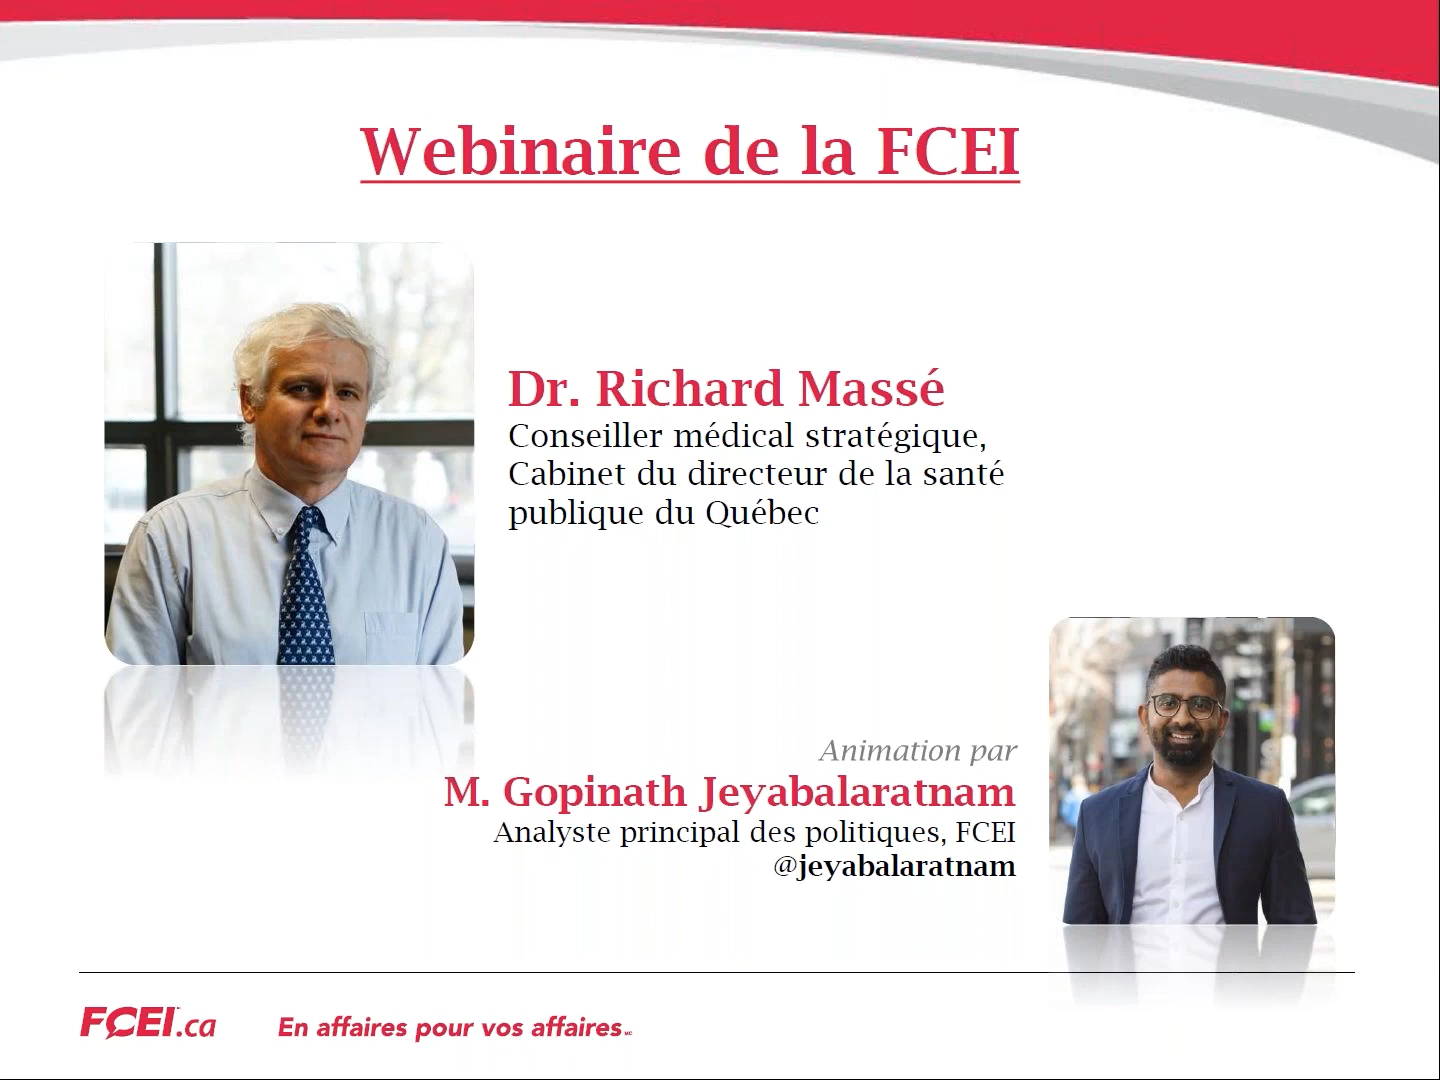 Webinaire de la FCEI
Dr. Richard Massé
Conseiller médical stratégique,
Cabinet du directeur de la santé
publique du Québec
Animation par
M. Gopinath Jeyabalaratnam
Analyste principal des politiques, FCEI
@jeyabalaratnam
FCEI.ca
En affaires pour vos affaires MC